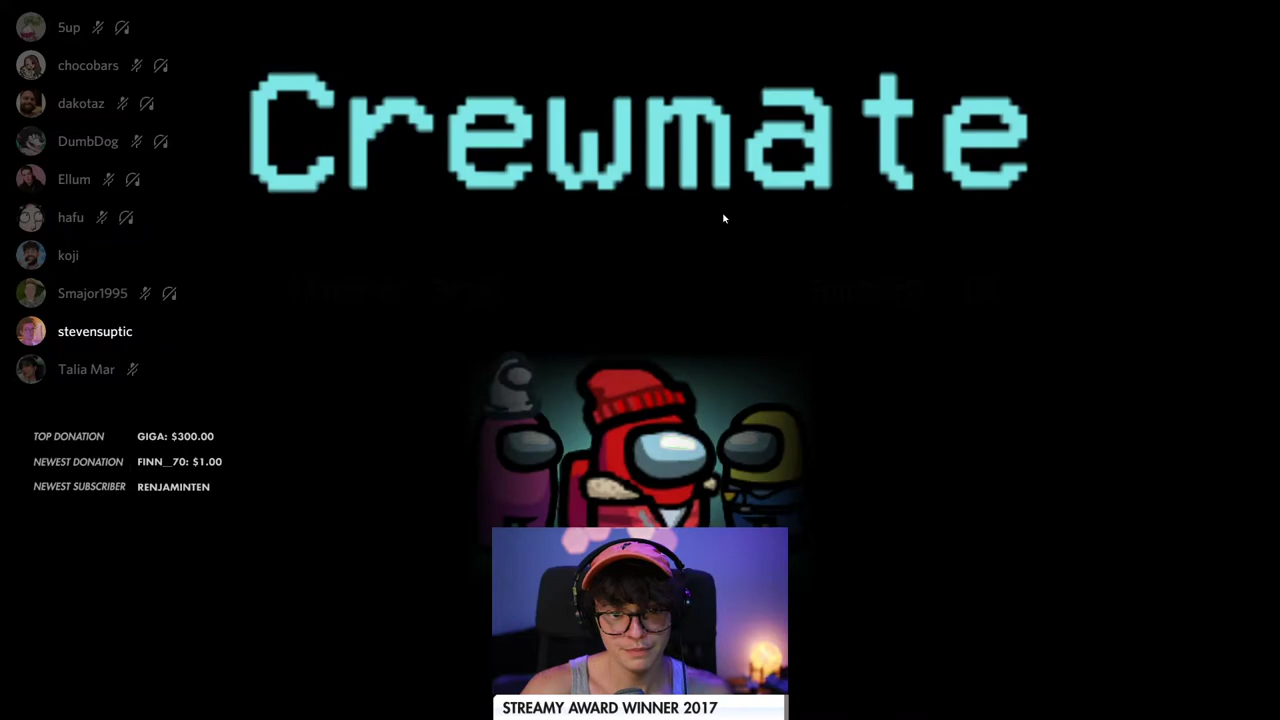 Crewmate
5up
chocobars
dakotaz
DumbDog
Ellum
hafu
koji
Smajor1995
stevensuptic
Talia Mar
TOP DONATION GIGA: $300.00
NEWEST DONATION FINN__70: $1.00
NEWEST SUBSCRIBER RENJAMINTEN
STREAMY AWARD WINNER 2017